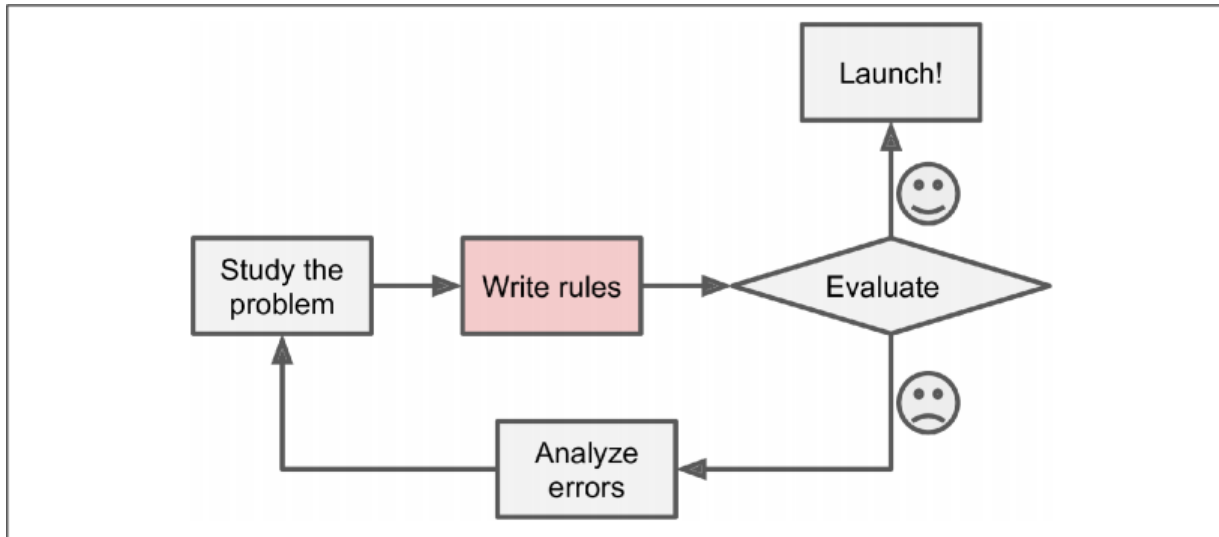 Launch!
Study the
problem
Write rules
Evaluate
Analyze
errors